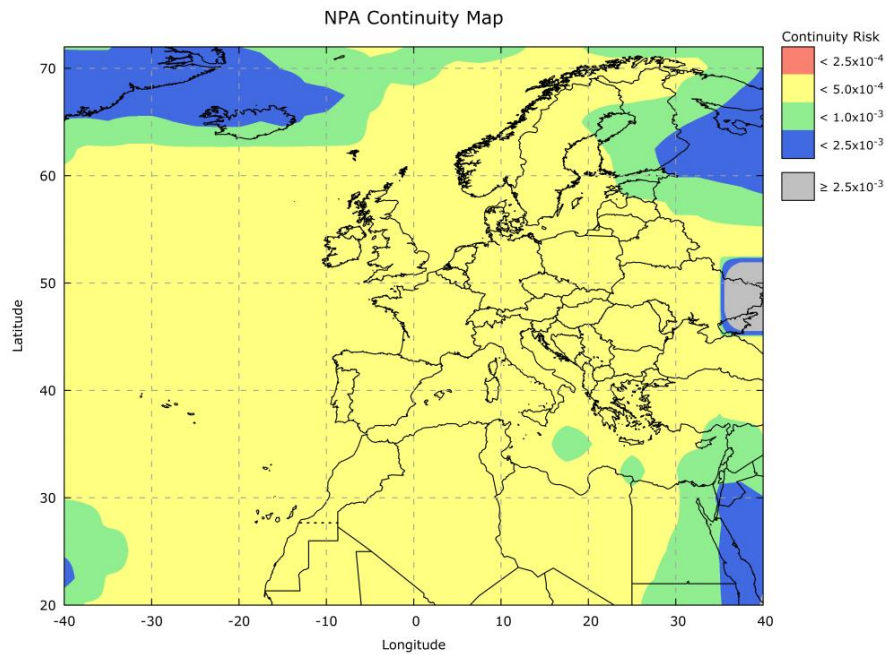 NPA Continuity Map
Continuity Risk
< 2.5x10⁻⁴
< 5.0x10⁻⁴
< 1.0x10⁻³
< 2.5x10⁻³
≥ 2.5x10⁻³
70
60
50
40
30
20
Latitude
-40 -30 -20 -10 0 10 20 30 40
Longitude